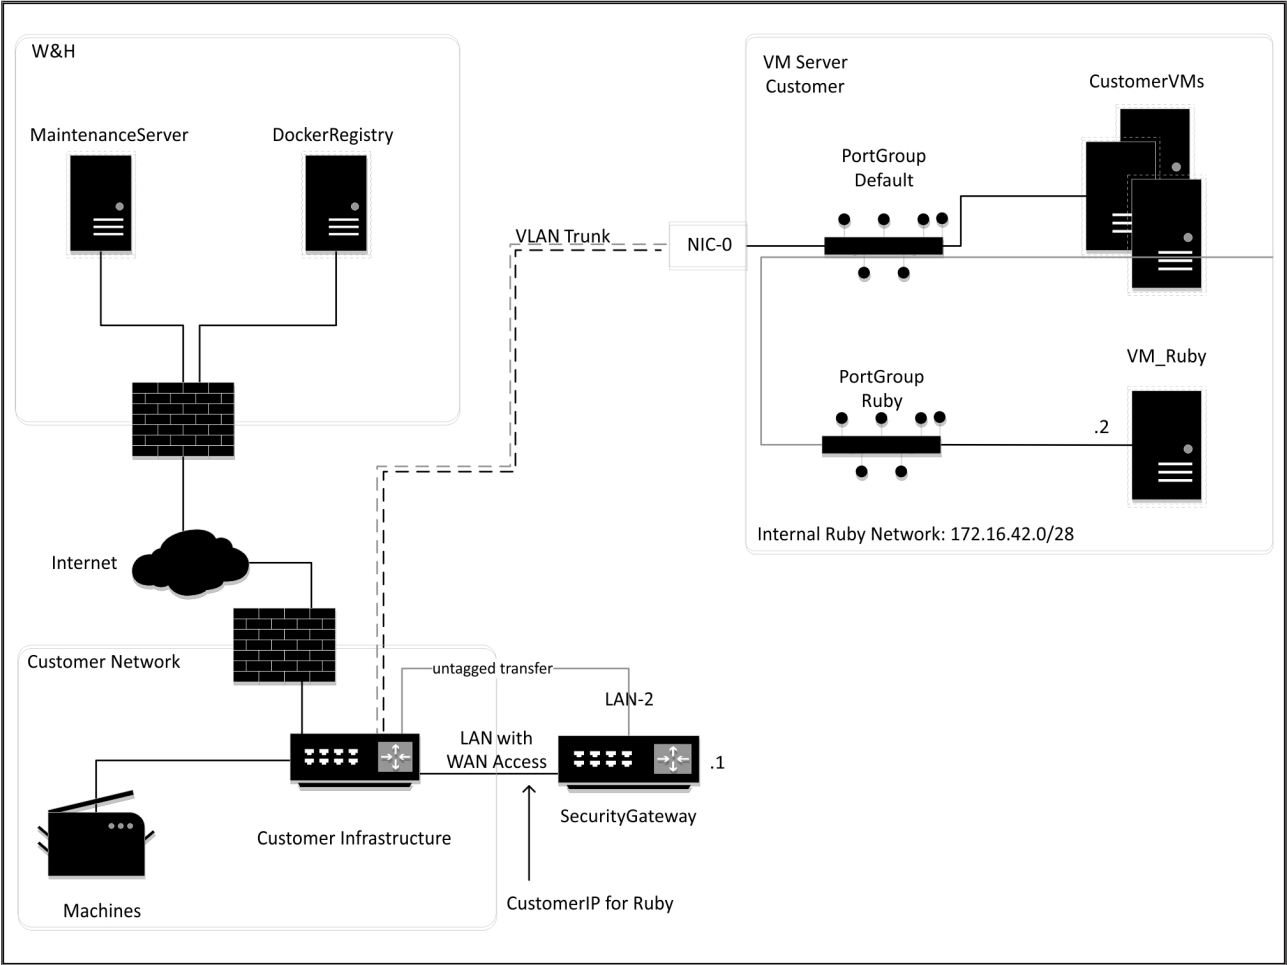 W&H
MaintenanceServer
DockerRegistry
VM Server
Customer
CustomerVMs
PortGroup
Default
VLAN Trunk
NIC-0
PortGroup
Ruby
VM_Ruby
.2
Internal Ruby Network: 172.16.42.0/28
Internet
Customer Network
untagged transfer
LAN-2
LAN with
WAN Access
.1
SecurityGateway
Customer Infrastructure
CustomerIP for Ruby
Machines